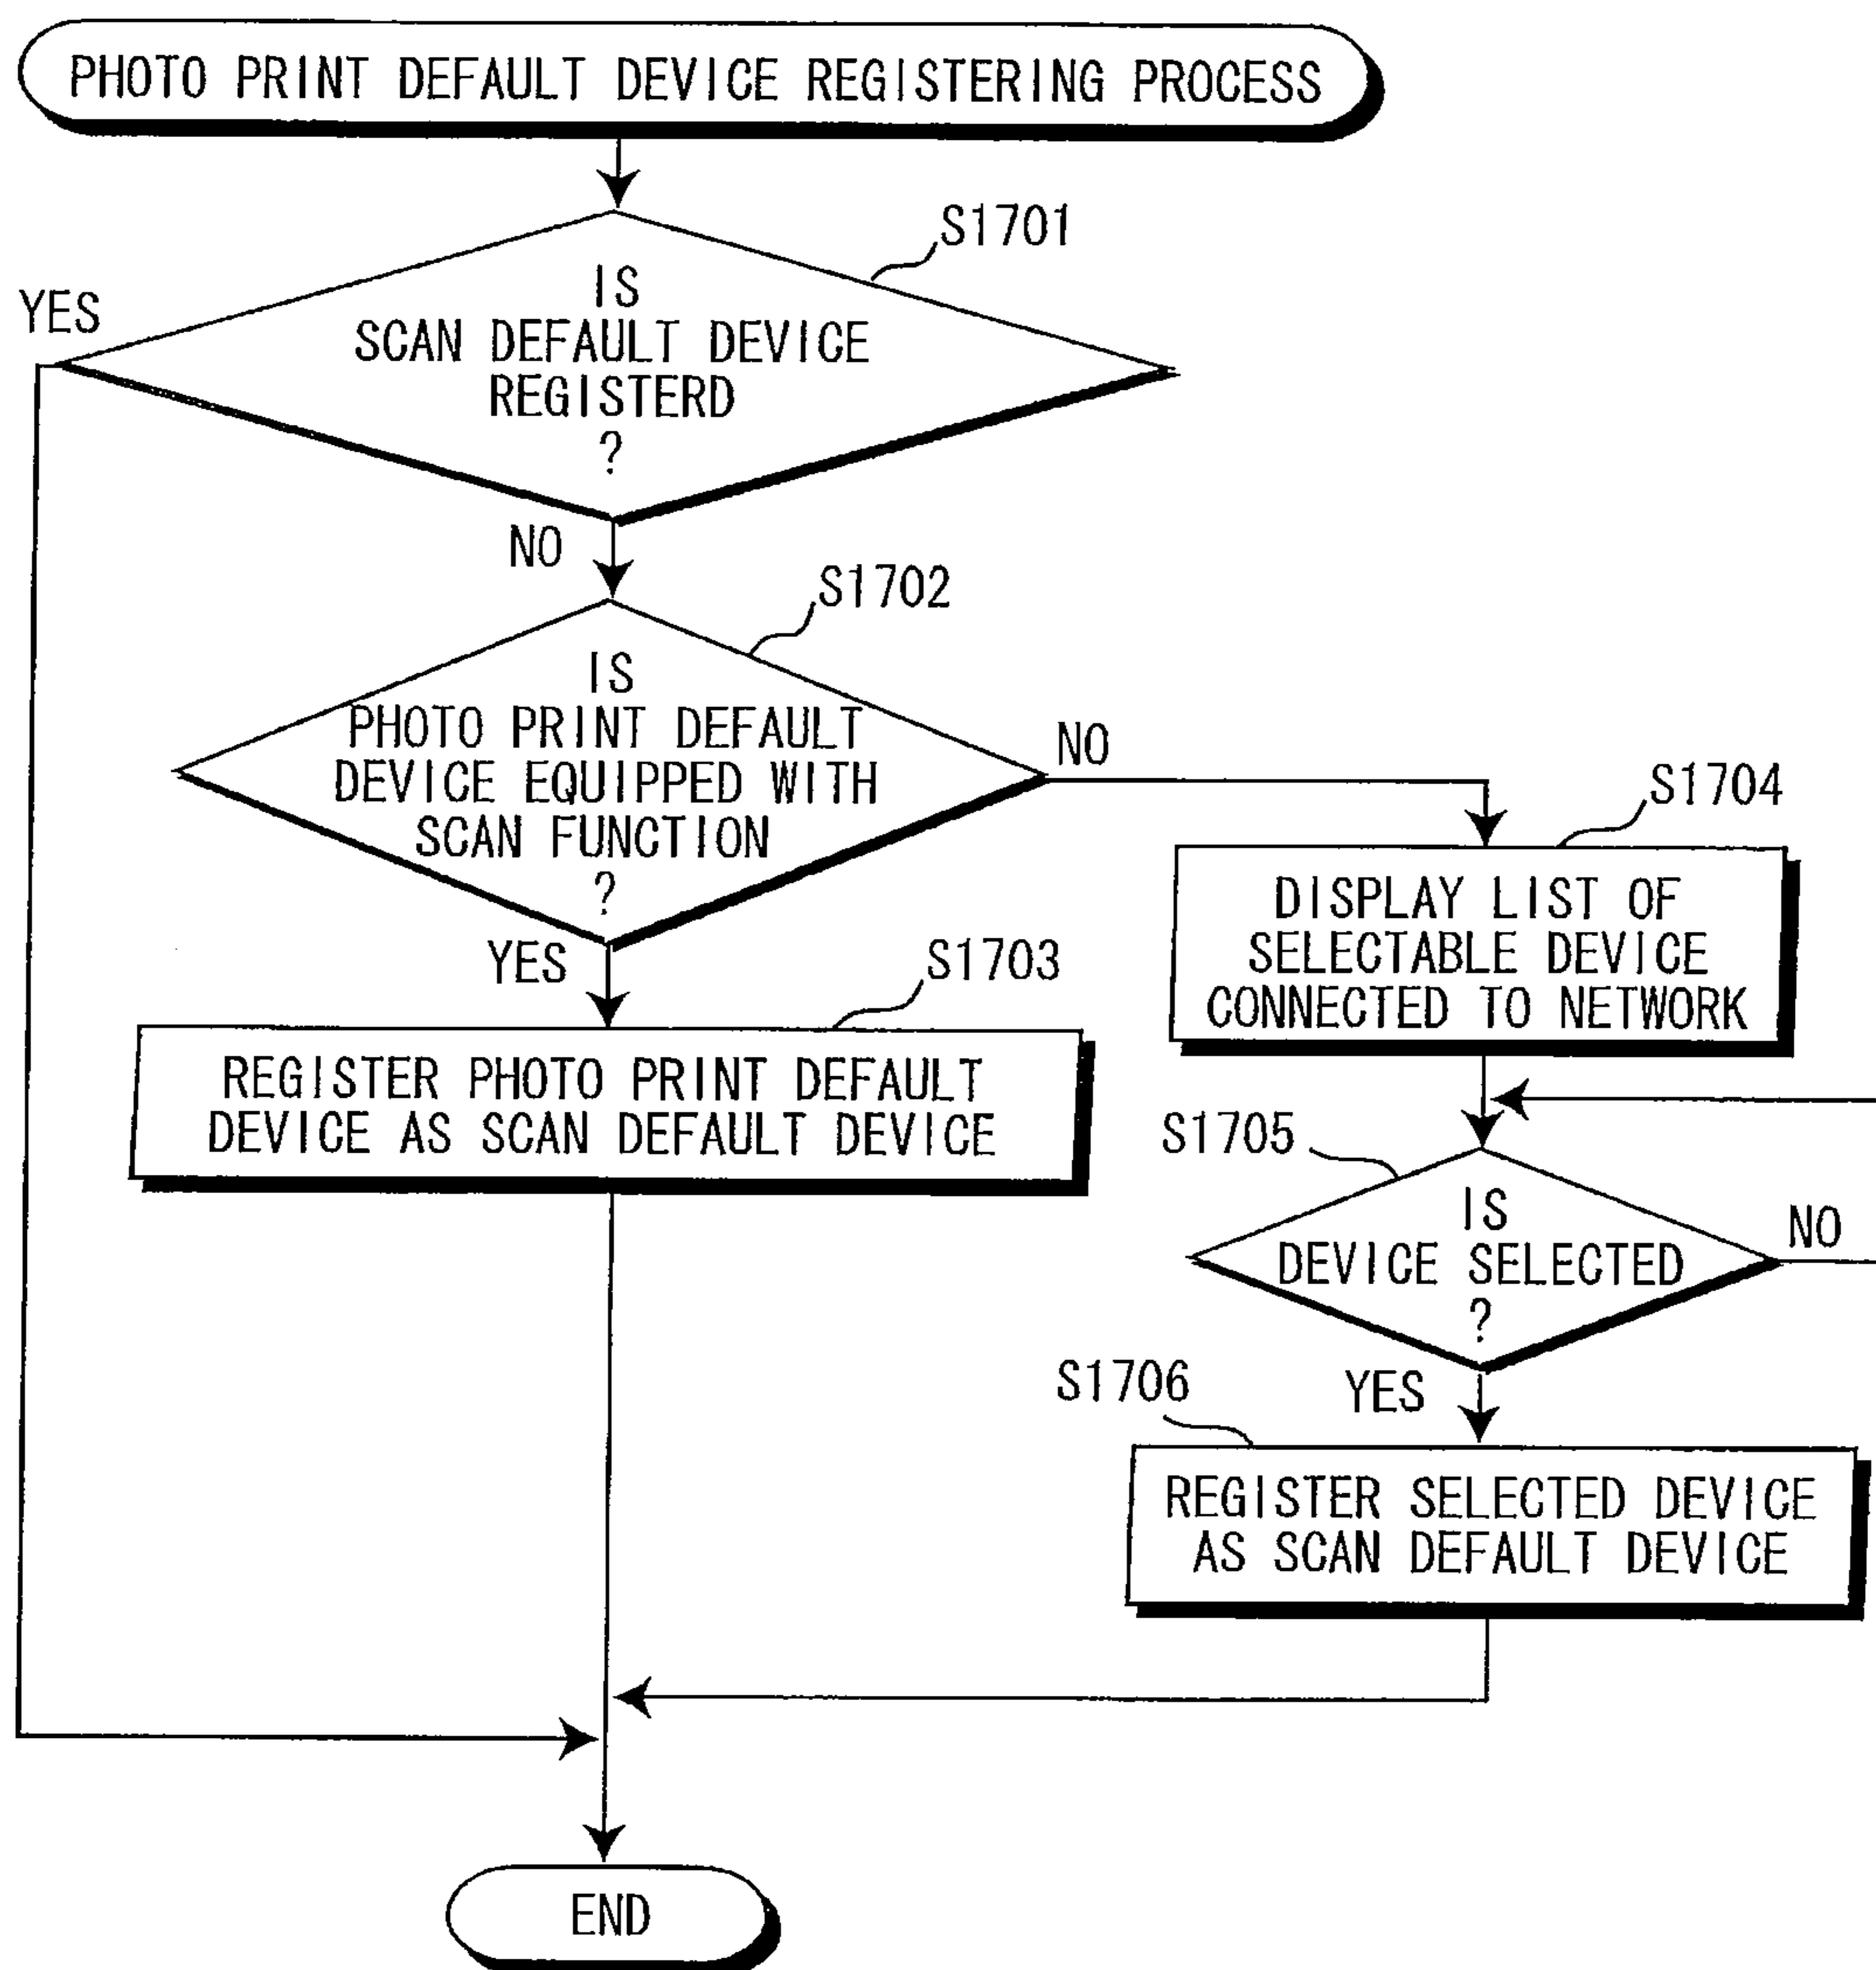 PHOTO PRINT DEFAULT DEVICE REGISTERING PROCESS
S1701
YES
IS
SCAN DEFAULT DEVICE
REGISTERD
?
NO
S1702
IS
PHOTO PRINT DEFAULT
DEVICE EQUIPPED WITH
SCAN FUNCTION
?
NO
YES
S1703
REGISTER PHOTO PRINT DEFAULT
DEVICE AS SCAN DEFAULT DEVICE
S1704
DISPLAY LIST OF
SELECTABLE DEVICE
CONNECTED TO NETWORK
S1705
IS
DEVICE SELECTED
?
NO
YES
S1706
REGISTER SELECTED DEVICE
AS SCAN DEFAULT DEVICE
END